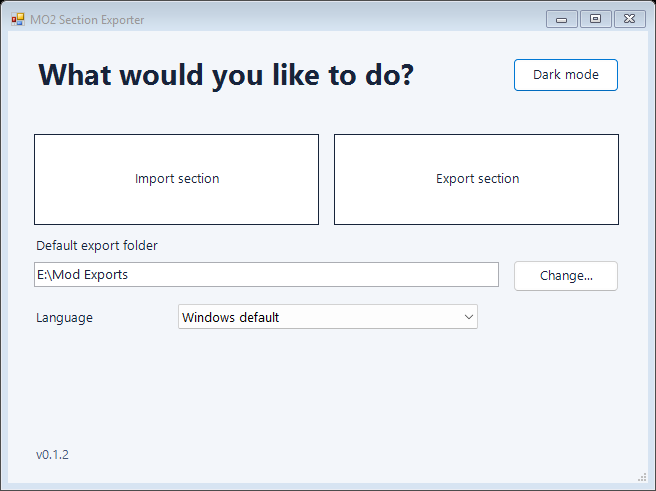 MO2 Section Exporter
What would you like to do?
Dark mode
Import section
Export section
Default export folder
E:\Mod Exports
Change...
Language
Windows default
v0.1.2